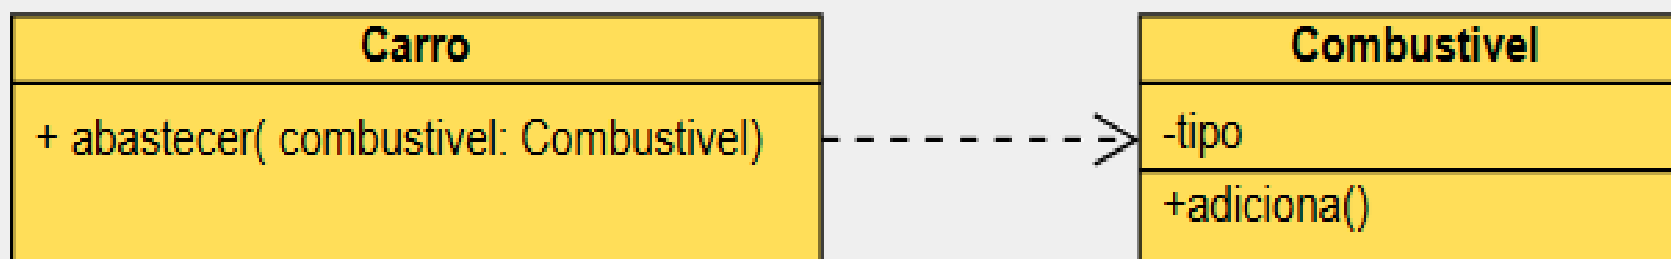 Carro
+ abastecer( combustivel: Combustivel)
Combustivel
-tipo
+adiciona()